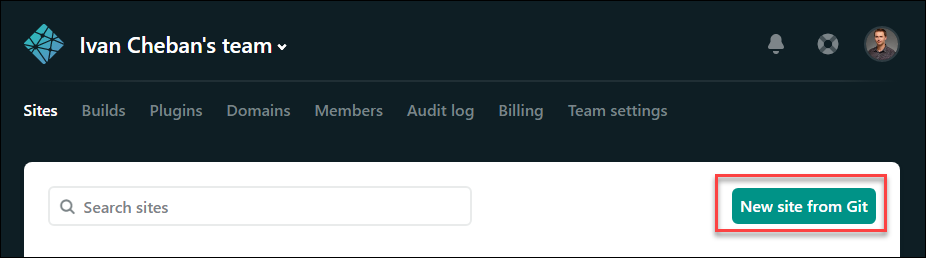 Ivan Cheban's team
Sites Builds Plugins Domains Members Audit log Billing Team settings
Search sites
New site from Git